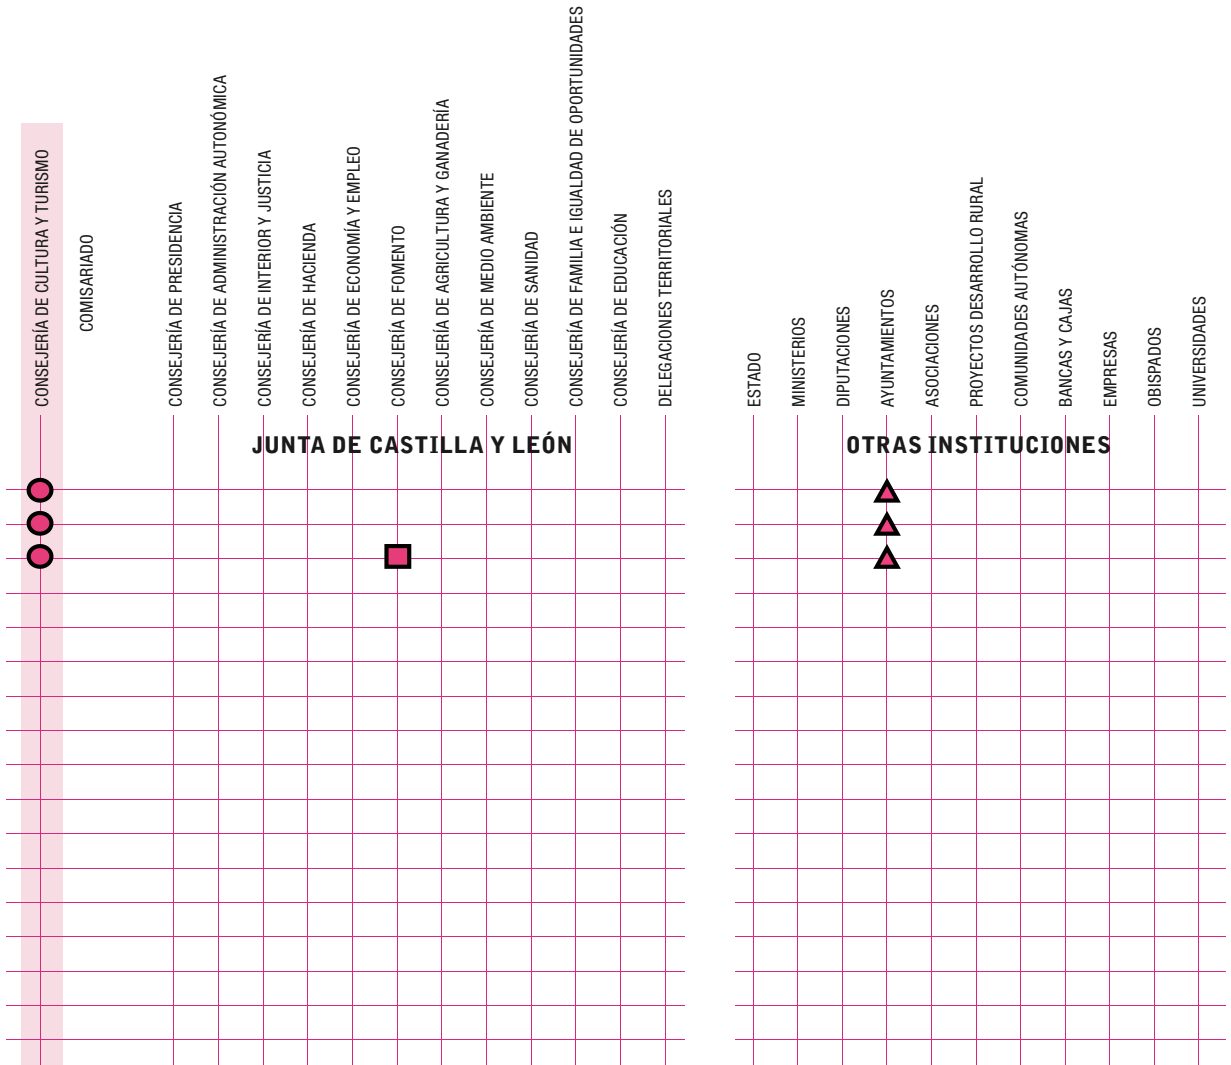 CONSEJERÍA DE CULTURA Y TURISMO
COMISARIADO
CONSEJERÍA DE PRESIDENCIA
CONSEJERÍA DE ADMINISTRACIÓN AUTONÓMICA
CONSEJERÍA DE INTERIOR Y JUSTICIA
CONSEJERÍA DE HACIENDA
CONSEJERÍA DE ECONOMÍA Y EMPLEO
CONSEJERÍA DE FOMENTO
CONSEJERÍA DE AGRICULTURA Y GANADERÍA
CONSEJERÍA DE MEDIO AMBIENTE
CONSEJERÍA DE SANIDAD
CONSEJERÍA DE FAMILIA E IGUALDAD DE OPORTUNIDADES
CONSEJERÍA DE EDUCACIÓN
DELEGACIONES TERRITORIALES
ESTADO
MINISTERIOS
DIPUTACIONES
AYUNTAMIENTOS
ASOCIACIONES
PROYECTOS DESARROLLO RURAL
COMUNIDADES AUTÓNOMAS
BANCAS Y CAJAS
EMPRESAS
OBISPADOS
UNIVERSIDADES
JUNTA DE CASTILLA Y LEÓN
OTRAS INSTITUCIONES